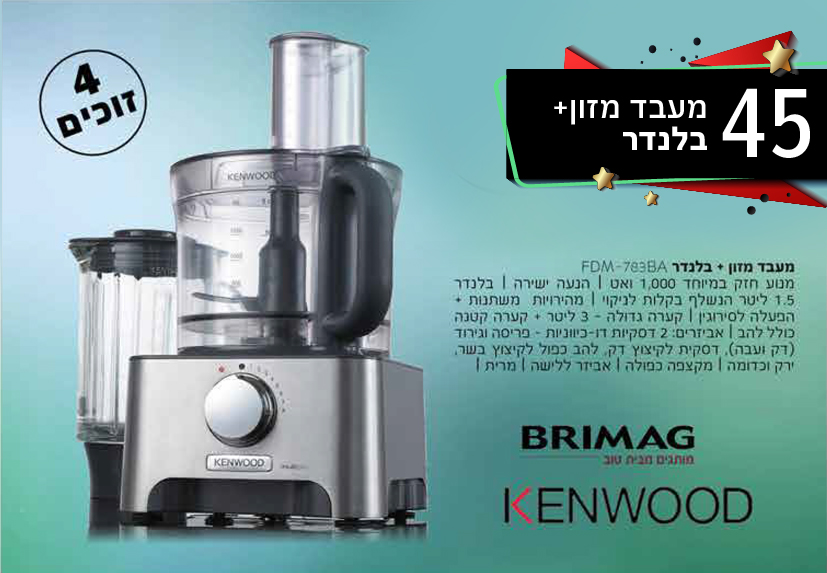 4
זוכים
45
מעבד מזון+
בלנדר
KENWOOD
מעבד מזון + בלנדר FDM-783BA
מנוע חזק במיוחד 1,000 ואט | הנעה ישירה | בלנדר
1.5 ליטר הנשלף בקלות לניקוי | מהירויות משתנות +
הפעלה לסירוגין | קערה גדולה - 3 ליטר + קערה קטנה
כולל להב | אביזרים: 2 דסקיות דו-כיווניות - פריסה וגירוד
(דק ועבה), דסקית לקיצוץ דק, להב כפול לקיצוץ בשר,
ירק וכדומה | מקצפה כפולה | אביזר ללישה | מרית |
KENWOOD
BRIMAG
מותגים מבית טוב
KENWOOD